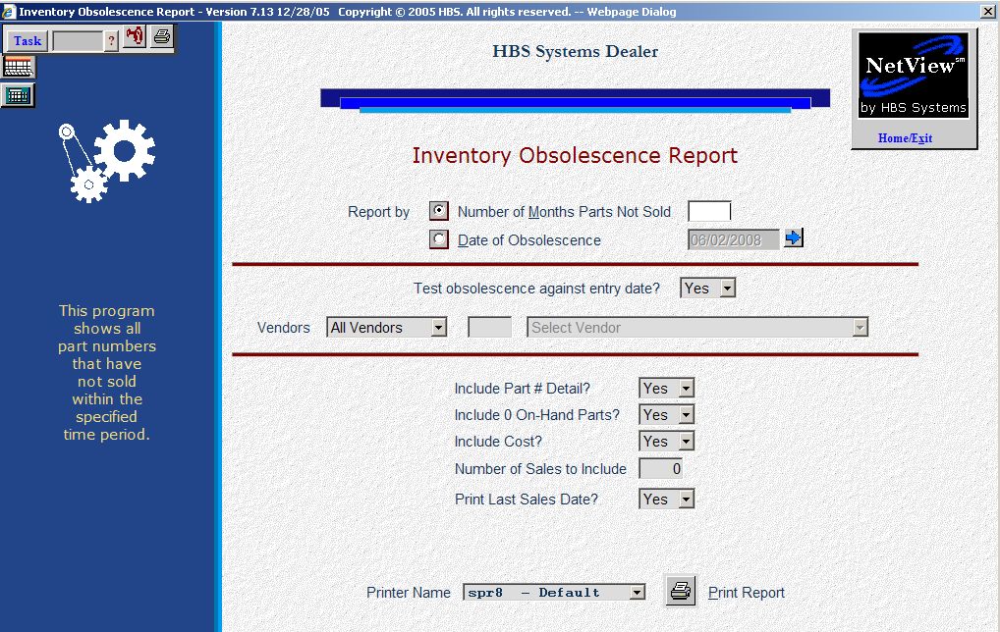 Inventory Obsolescence Report - Version 7.13 12/28/05 Copyright © 2005 HBS. All rights reserved. -- Webpage Dialog
Task ?
HBS Systems Dealer
NetView sm
by HBS Systems
Home/Exit
Inventory Obsolescence Report
Report by Number of Months Parts Not Sold
Date of Obsolescence 06/02/2008
Test obsolescence against entry date? Yes
Vendors All Vendors Select Vendor
This program
shows all
part numbers
that have
not sold
within the
specified
time period.
Include Part # Detail? Yes
Include 0 On-Hand Parts? Yes
Include Cost? Yes
Number of Sales to Include 0
Print Last Sales Date? Yes
Printer Name spr8 - Default Print Report